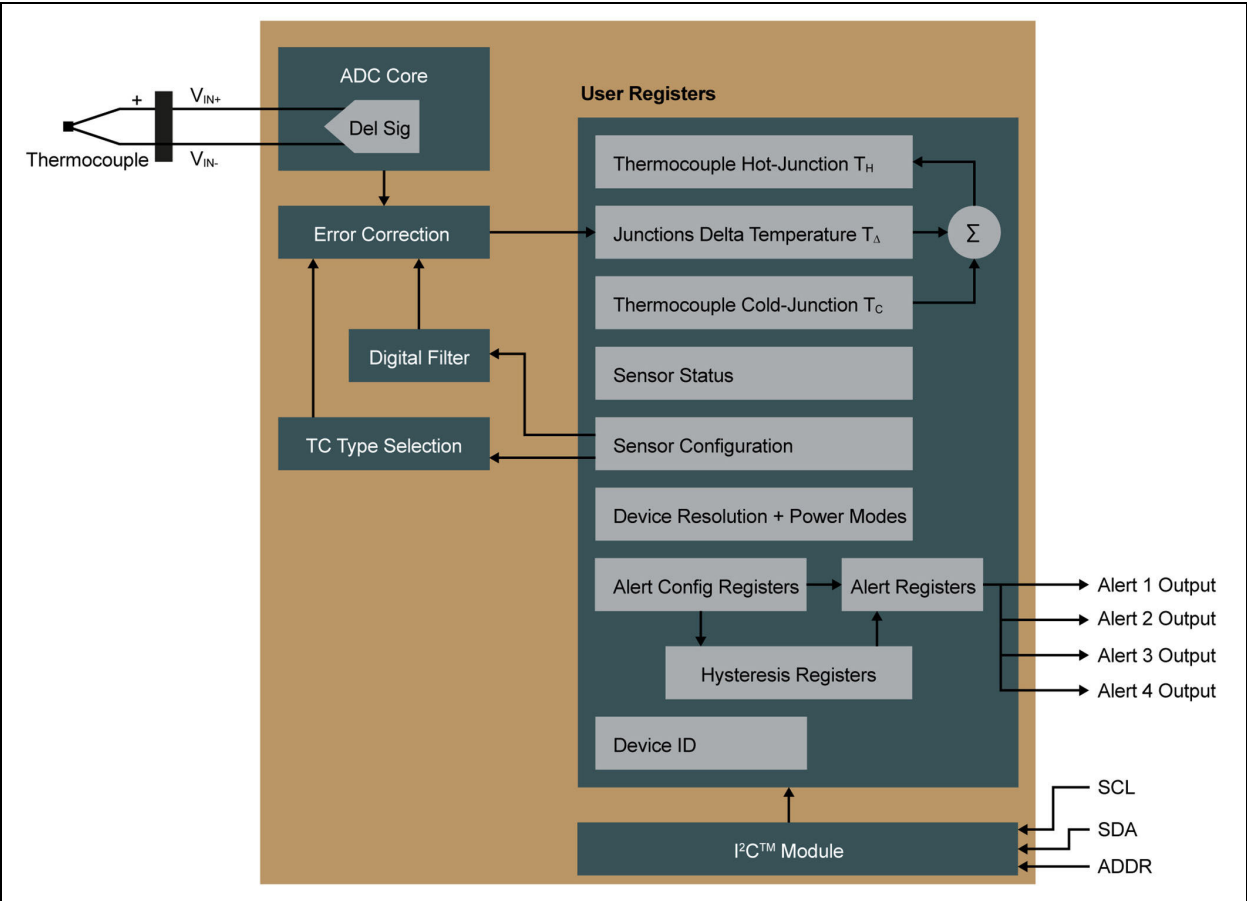 ADC Core
User Registers
+
VIN+
Del Sig
Thermocouple
VIN-
Thermocouple Hot-Junction TH
Error Correction
Junctions Delta Temperature TΔ
Σ
Thermocouple Cold-Junction TC
Digital Filter
Sensor Status
TC Type Selection
Sensor Configuration
Device Resolution + Power Modes
Alert Config Registers
Alert Registers
Alert 1 Output
Alert 2 Output
Alert 3 Output
Alert 4 Output
Hysteresis Registers
Device ID
SCL
SDA
ADDR
I²C™ Module